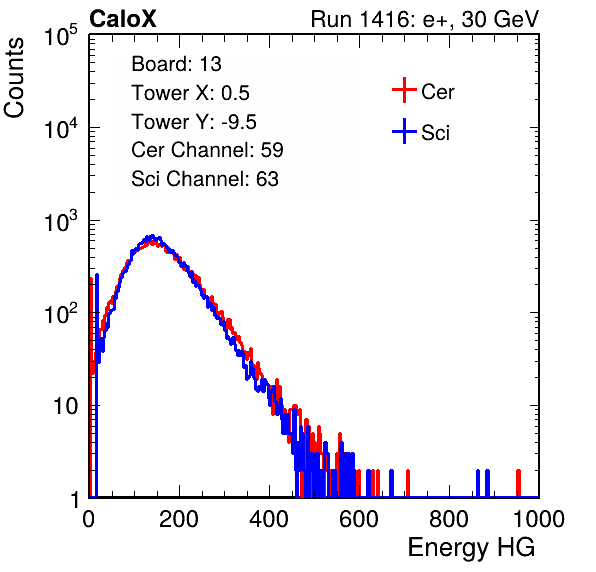 CaloX Run 1416: e+, 30 GeV
Counts
10^5
10^4
10^3
10^2
10
1
Board: 13
Tower X: 0.5
Tower Y: -9.5
Cer Channel: 59
Sci Channel: 63
Cer
Sci
0 200 400 600 800 1000
Energy HG